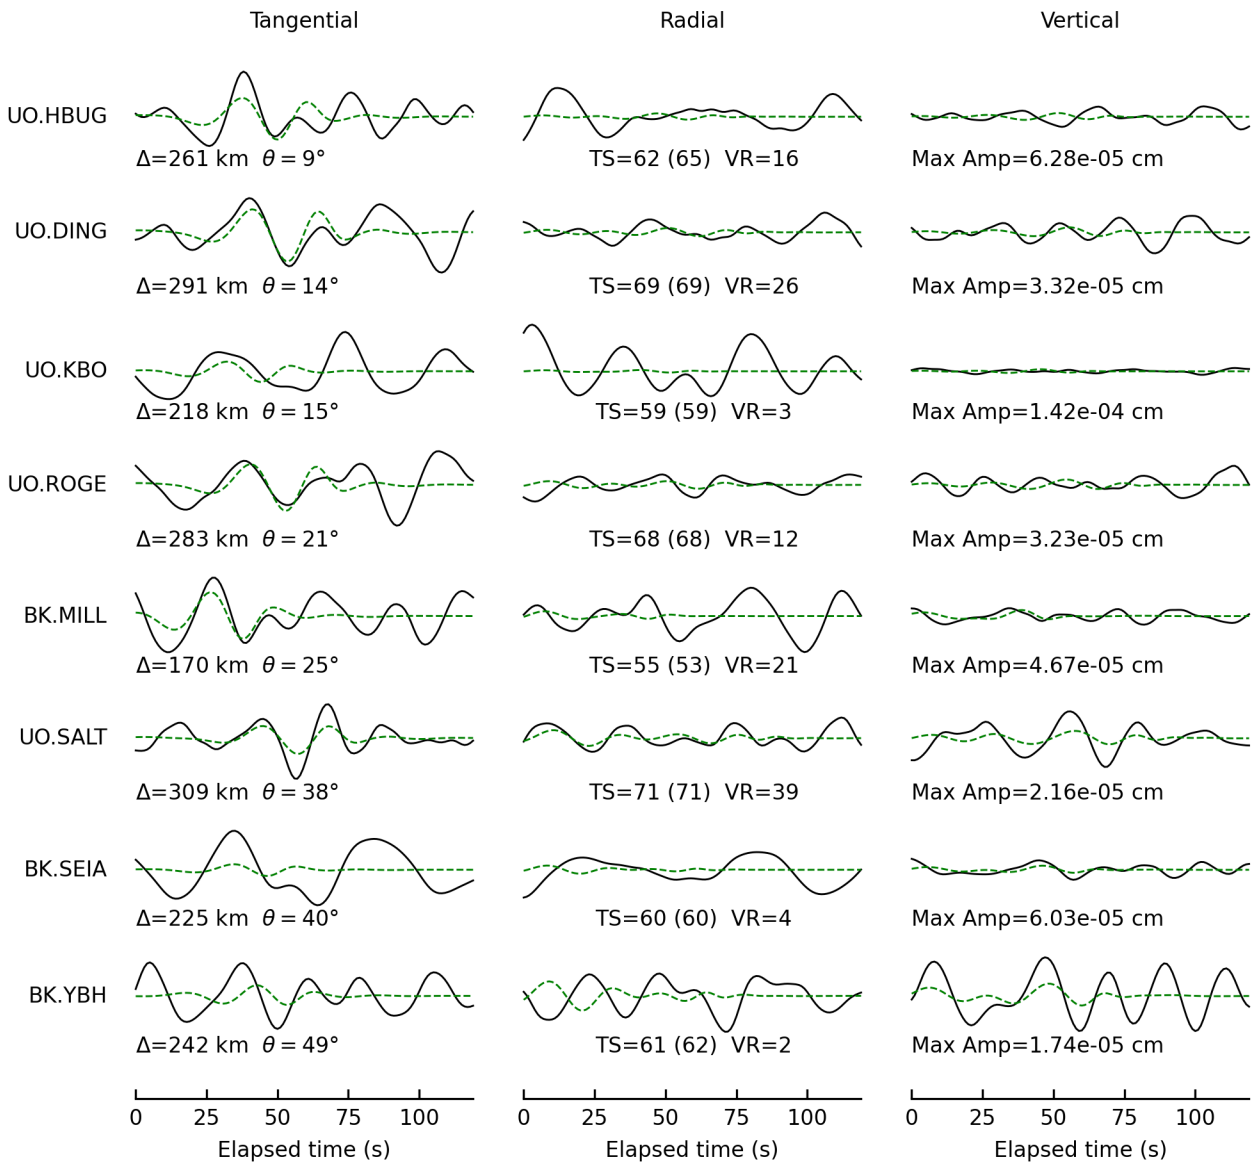 Tangential Radial Vertical
UO.HBUG
Δ=261 km θ = 9° TS=62 (65) VR=16 Max Amp=6.28e-05 cm
UO.DING
Δ=291 km θ = 14° TS=69 (69) VR=26 Max Amp=3.32e-05 cm
UO.KBO
Δ=218 km θ = 15° TS=59 (59) VR=3 Max Amp=1.42e-04 cm
UO.ROGE
Δ=283 km θ = 21° TS=68 (68) VR=12 Max Amp=3.23e-05 cm
BK.MILL
Δ=170 km θ = 25° TS=55 (53) VR=21 Max Amp=4.67e-05 cm
UO.SALT
Δ=309 km θ = 38° TS=71 (71) VR=39 Max Amp=2.16e-05 cm
BK.SEIA
Δ=225 km θ = 40° TS=60 (60) VR=4 Max Amp=6.03e-05 cm
BK.YBH
Δ=242 km θ = 49° TS=61 (62) VR=2 Max Amp=1.74e-05 cm
0 25 50 75 100 0 25 50 75 100 0 25 50 75 100
Elapsed time (s) Elapsed time (s) Elapsed time (s)